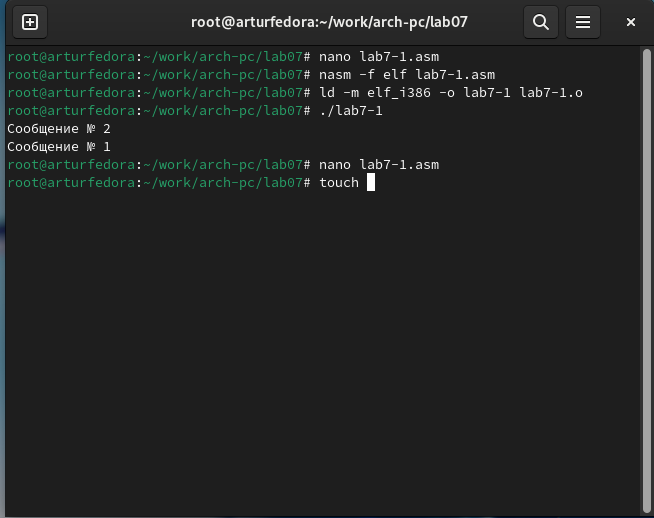 root@arturfedora:~/work/arch-pc/lab07
root@arturfedora:~/work/arch-pc/lab07# nano lab7-1.asm
root@arturfedora:~/work/arch-pc/lab07# nasm -f elf lab7-1.asm
root@arturfedora:~/work/arch-pc/lab07# ld -m elf_i386 -o lab7-1 lab7-1.o
root@arturfedora:~/work/arch-pc/lab07# ./lab7-1
Сообщение № 2
Сообщение № 1
root@arturfedora:~/work/arch-pc/lab07# nano lab7-1.asm
root@arturfedora:~/work/arch-pc/lab07# touch